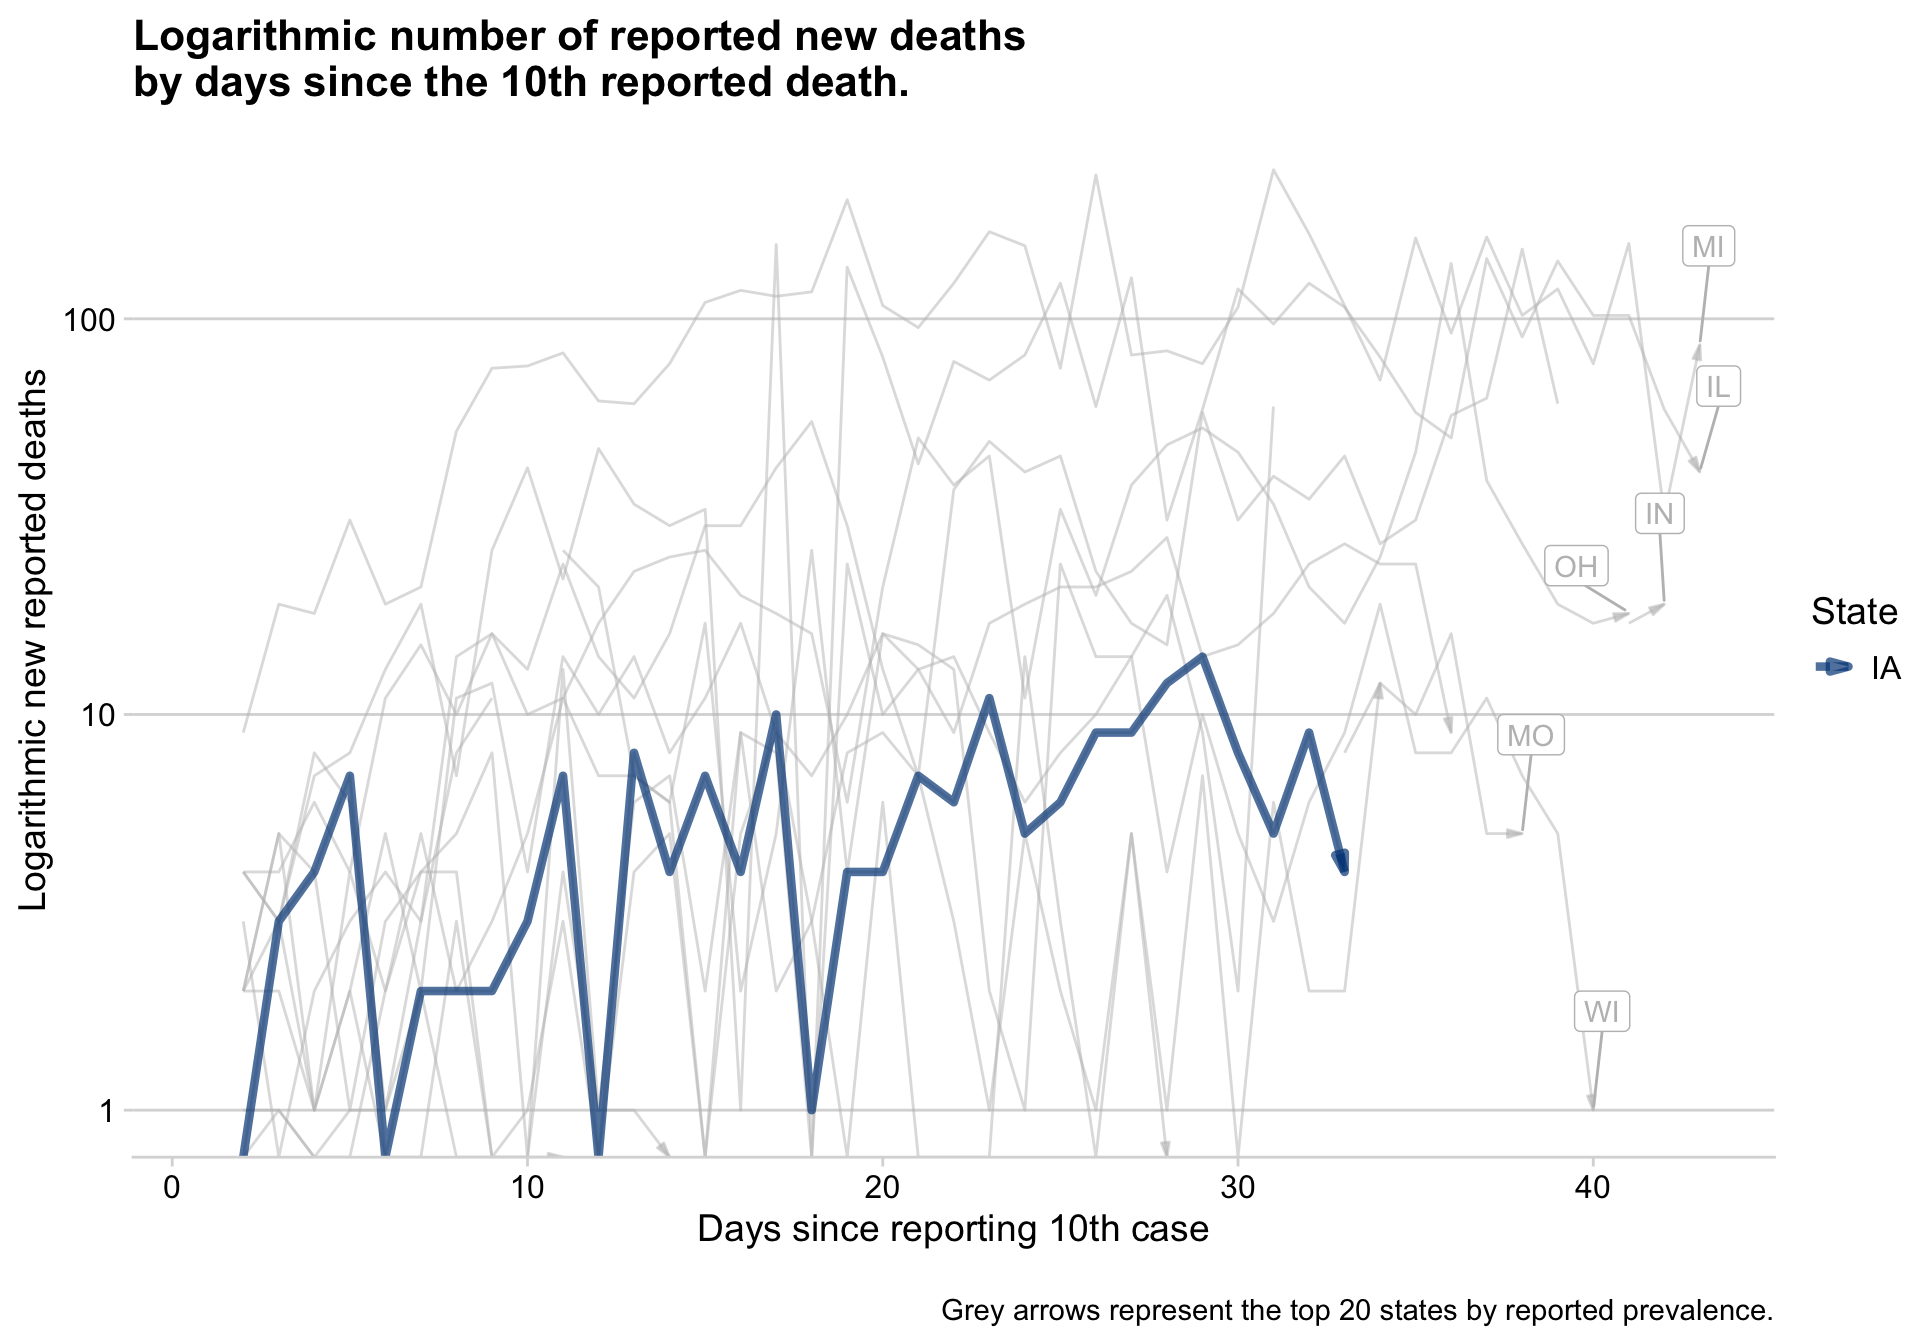 Logarithmic number of reported new deaths
by days since the 10th reported death.
Logarithmic new reported deaths
100
10
1
MI
IL
IN
OH
MO
WI
State
IA
0
10
20
30
40
Days since reporting 10th case
Grey arrows represent the top 20 states by reported prevalence.